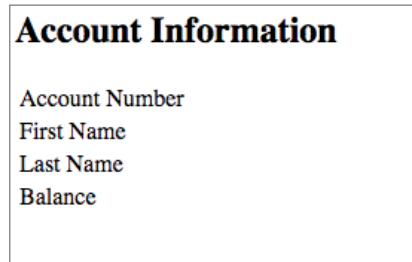 Account Information
Account Number
First Name
Last Name
Balance